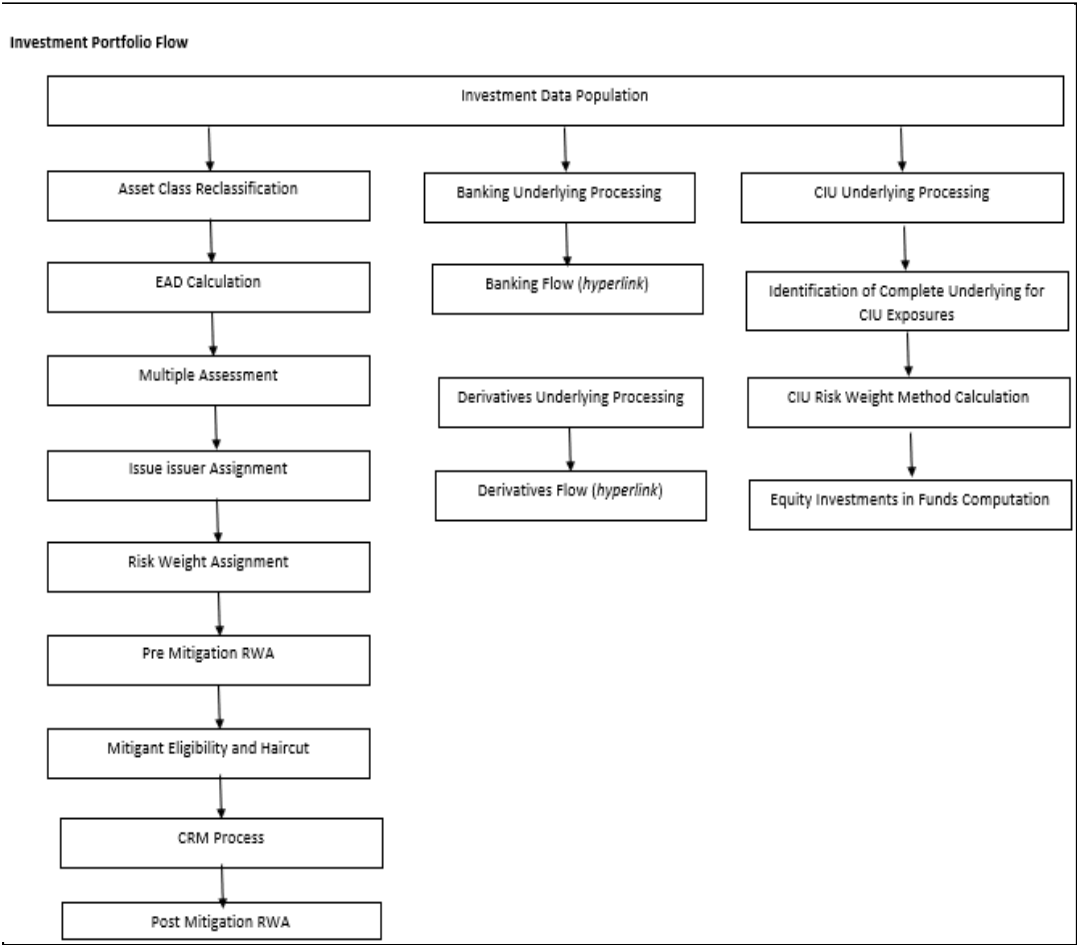 Investment Portfolio Flow
Investment Data Population
Asset Class Reclassification
EAD Calculation
Multiple Assessment
Issue issuer Assignment
Risk Weight Assignment
Pre Mitigation RWA
Mitigant Eligibility and Haircut
CRM Process
Post Mitigation RWA
Banking Underlying Processing
Banking Flow (hyperlink)
Derivatives Underlying Processing
Derivatives Flow (hyperlink)
CIU Underlying Processing
Identification of Complete Underlying for
CIU Exposures
CIU Risk Weight Method Calculation
Equity Investments in Funds Computation